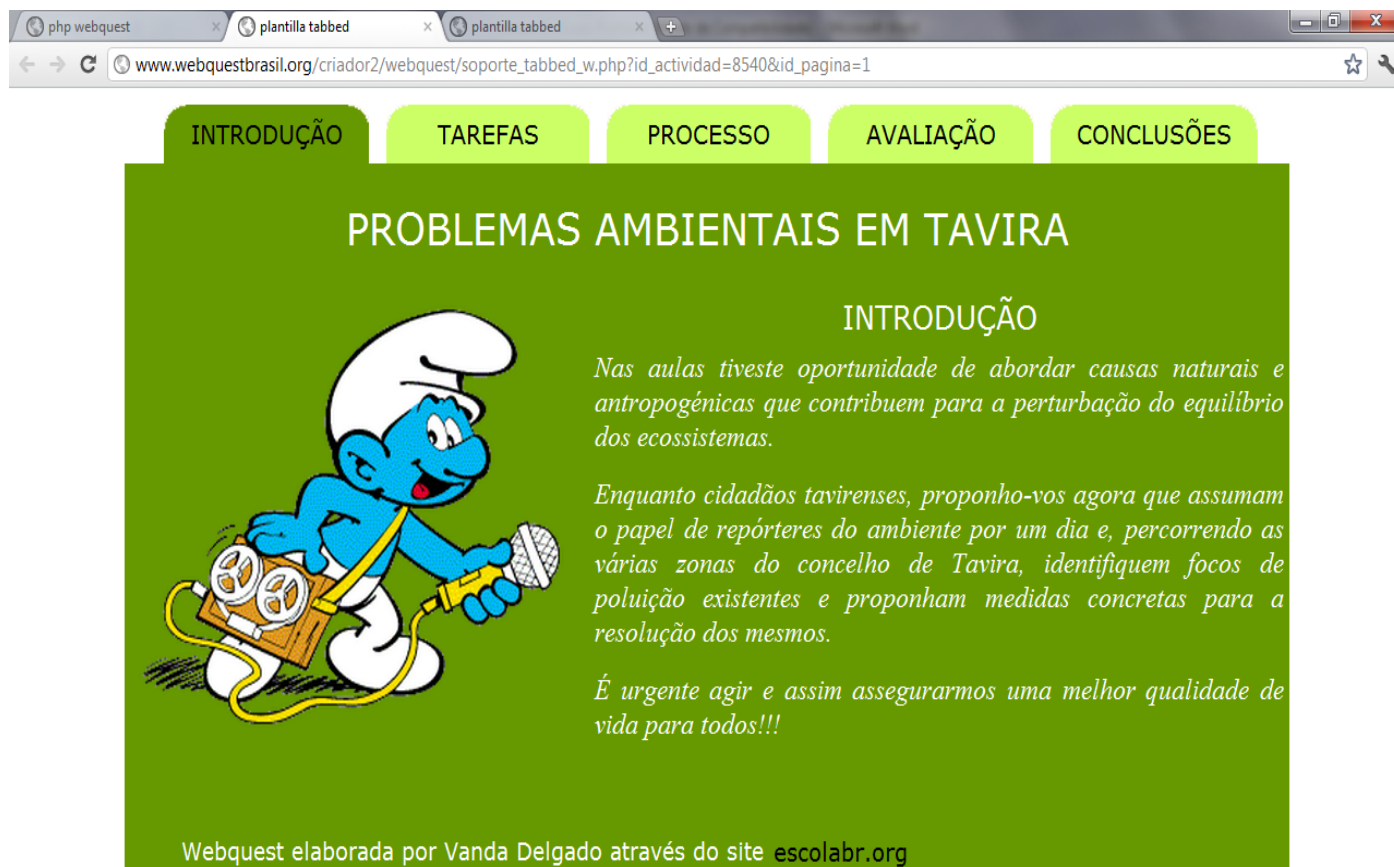 php webquest
plantilla tabbed
plantilla tabbed
www.webquestbrasil.org/criador2/webquest/soporte_tabbed_w.php?id_actividad=8540&id_pagina=1
INTRODUÇÃO
TAREFAS
PROCESSO
AVALIAÇÃO
CONCLUSÕES
PROBLEMAS AMBIENTAIS EM TAVIRA
INTRODUÇÃO
Nas aulas tiveste oportunidade de abordar causas naturais e
antropogénicas que contribuem para a perturbação do equilíbrio
dos ecossistemas.
Enquanto cidadãos tavirenses, proponho-vos agora que assumam
o papel de repórteres do ambiente por um dia e, percorrendo as
várias zonas do concelho de Tavira, identifiquem focos de
poluição existentes e proponham medidas concretas para a
resolução dos mesmos.
É urgente agir e assim assegurarmos uma melhor qualidade de
vida para todos!!!
Webquest elaborada por Vanda Delgado através do site escolabr.org